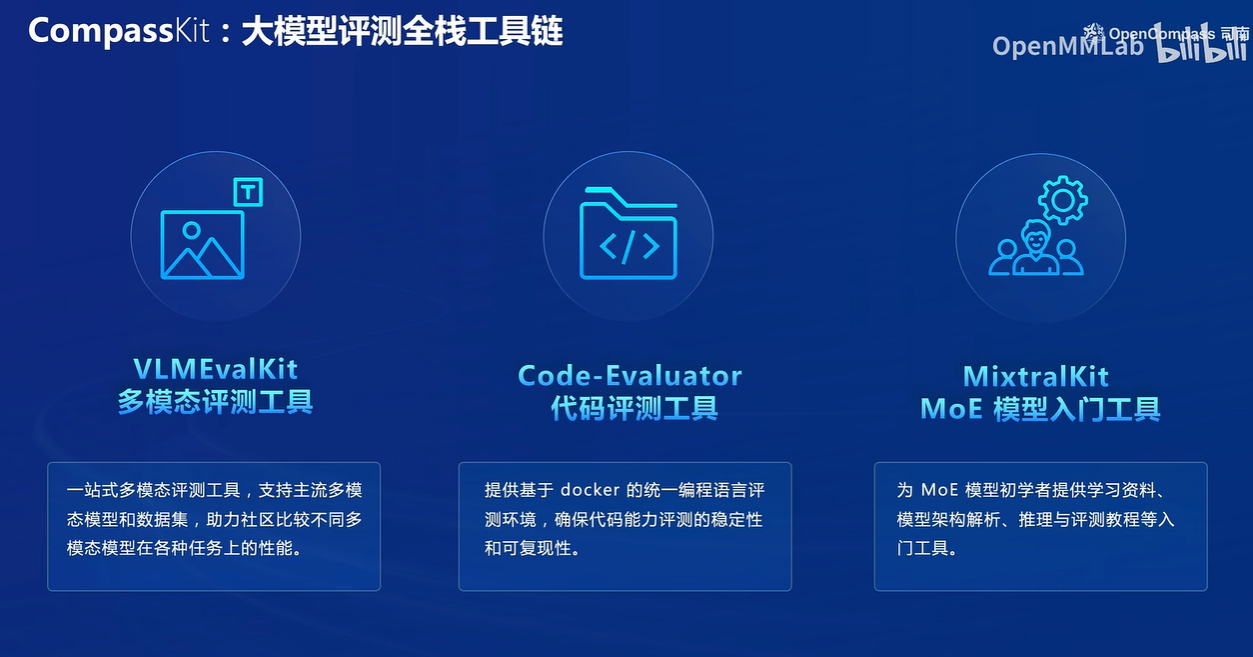 CompassKit：大模型评测全栈工具链
OpenCompass 司南
OpenMMLab bilibili
T
</>
VLMEvalKit
多模态评测工具
Code-Evaluator
代码评测工具
MixtralKit
MoE 模型入门工具
一站式多模态评测工具，支持主流多模
态模型和数据集，助力社区比较不同多
模态模型在各种任务上的性能。
提供基于 docker 的统一编程语言评
测环境，确保代码能力评测的稳定性
和可复现性。
为 MoE 模型初学者提供学习资料、
模型架构解析、推理与评测教程等入
门工具。